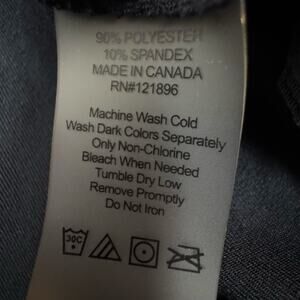 90% POLYESTER
10% SPANDEX
MADE IN CANADA
RN#121896
Machine Wash Cold
Wash Dark Colors Separately
Only Non-Chlorine
Bleach When Needed
Tumble Dry Low
Remove Promptly
Do Not Iron
30C